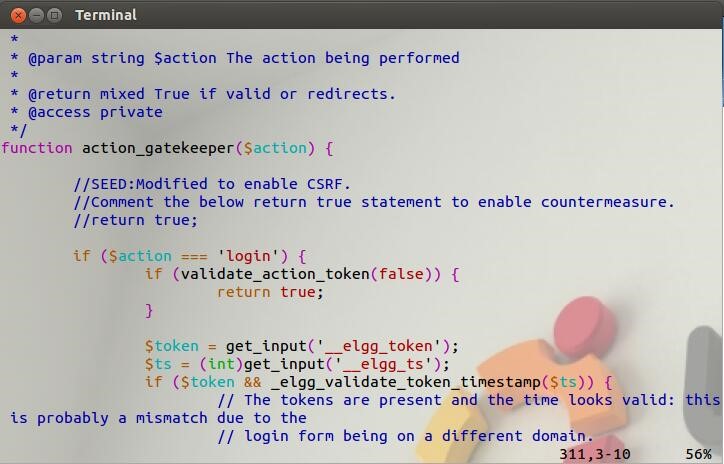 Terminal
*
* @param string $action The action being performed
*
* @return mixed True if valid or redirects.
* @access private
*/
function action_gatekeeper($action) {
//SEED:Modified to enable CSRF.
//Comment the below return true statement to enable countermeasure.
//return true;
if ($action === 'login') {
if (validate_action_token(false)) {
return true;
}
$token = get_input('__elgg_token');
$ts = (int)get_input('__elgg_ts');
if ($token && _elgg_validate_token_timestamp($ts)) {
// The tokens are present and the time looks valid: this
is probably a mismatch due to the
// login form being on a different domain.
311,3-10 56%